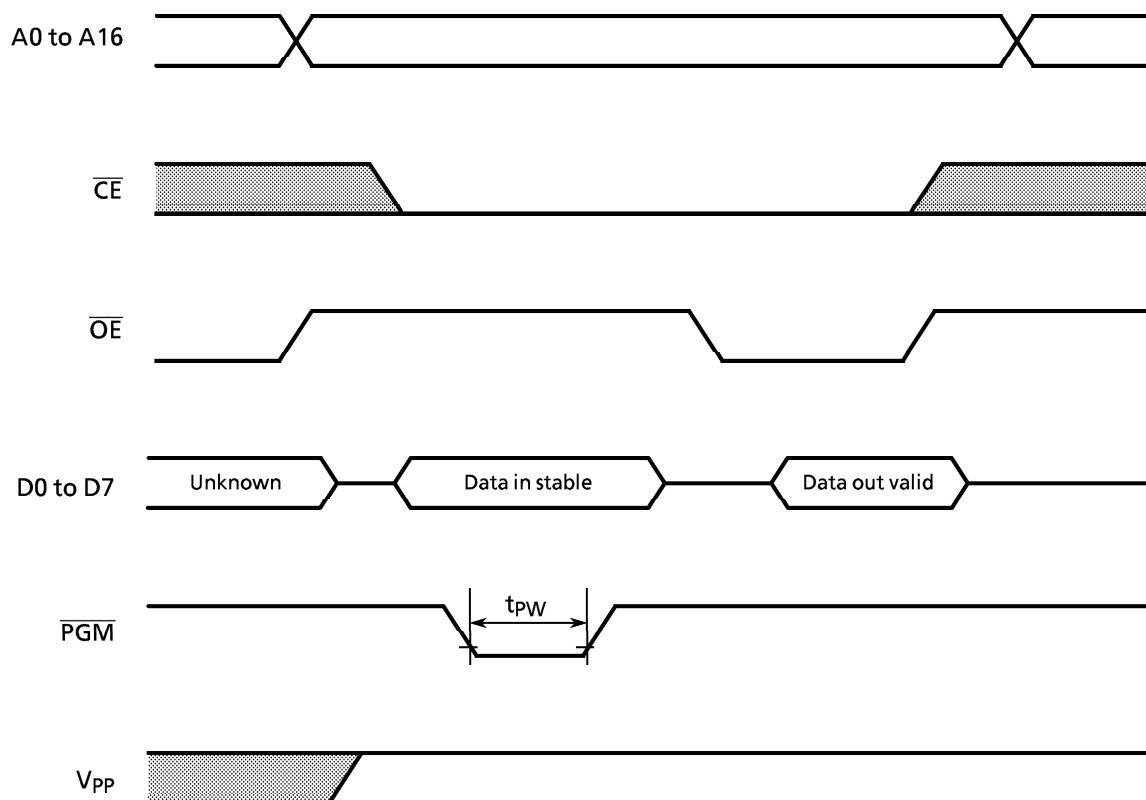 A0 to A16
CE
OE
D0 to D7
Unknown
Data in stable
Data out valid
PGM
tPW
VPP